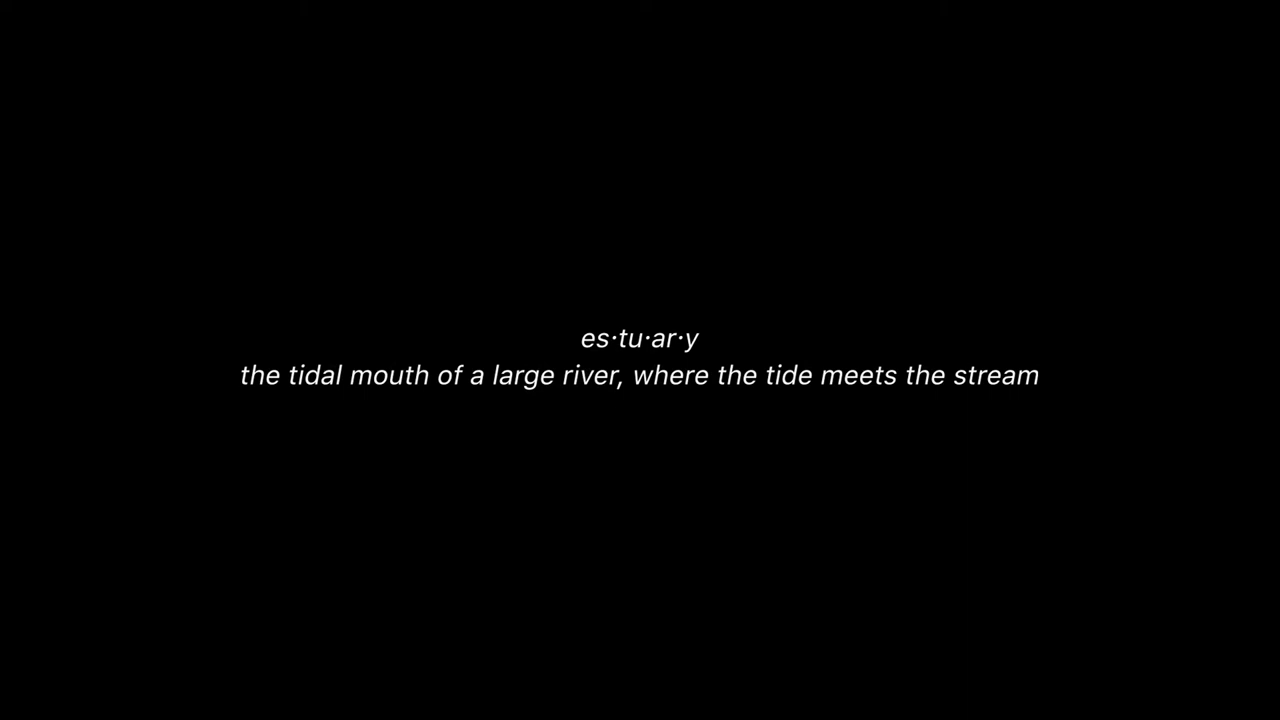 es·tu·ar·y
the tidal mouth of a large river, where the tide meets the stream